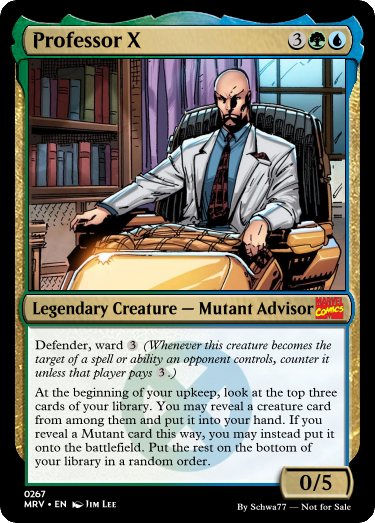 Professor X 3
Legendary Creature — Mutant Advisor
MARVEL
COMICS
Defender, ward 3 (Whenever this creature becomes the
target of a spell or ability an opponent controls, counter it
unless that player pays 3.)
At the beginning of your upkeep, look at the top three
cards of your library. You may reveal a creature card
from among them and put it into your hand. If you
reveal a Mutant card this way, you may instead put it
onto the battlefield. Put the rest on the bottom of
your library in a random order.
0/5
0267
MRV • EN Jim Lee
By Schwa77 — Not for Sale